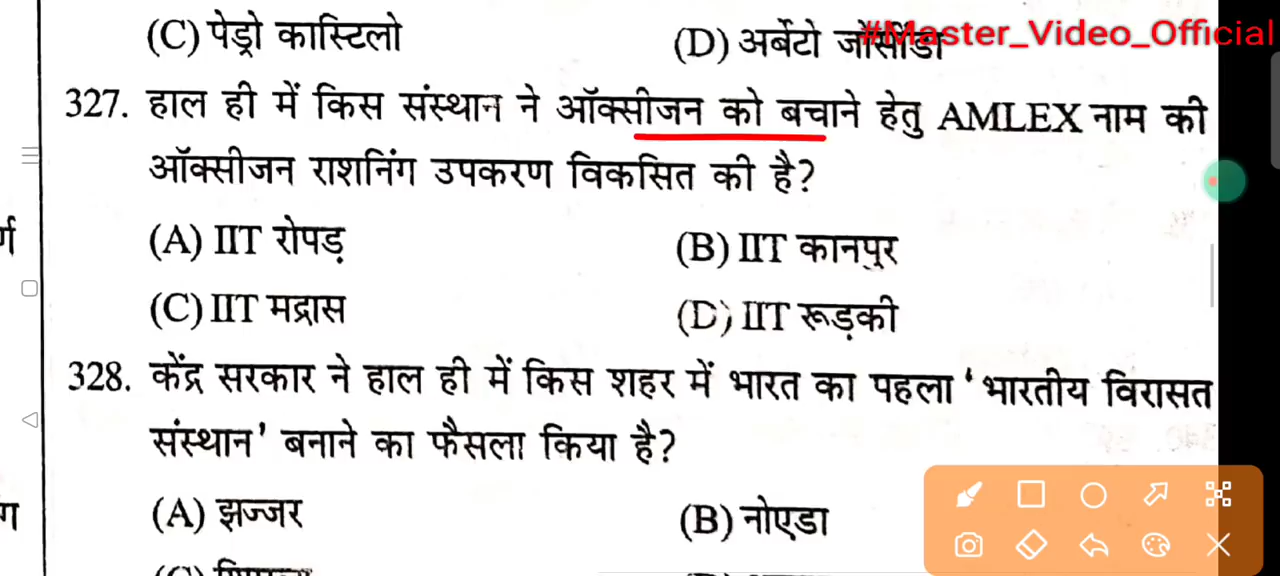 (C) पेड्रो कास्टिलो (D) अर्बेटो
#Master_Video_Official
327. हाल ही में किस संस्थान ने ऑक्सीजन को बचाने हेतु AMLEX नाम की
ऑक्सीजन राशनिंग उपकरण विकसित की है?
(A) IIT रोपड़ (B) IIT कानपुर
(C) IIT मद्रास (D) IIT रूड़की
328. केंद्र सरकार ने हाल ही में किस शहर में भारत का पहला 'भारतीय विरासत
संस्थान' बनाने का फैसला किया है?
(A) झज्जर (B) नोएडा